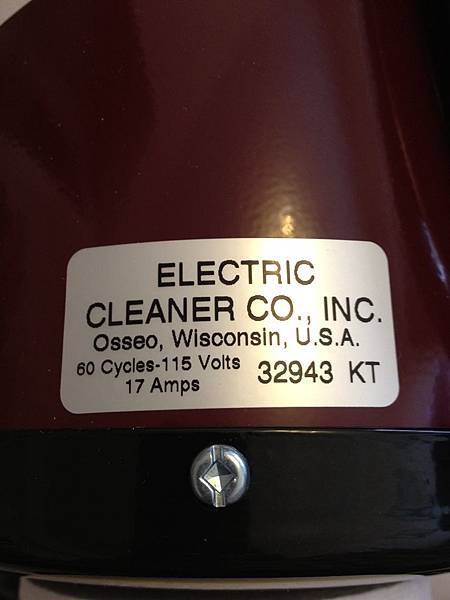 ELECTRIC
CLEANER CO., INC.
Osseo, Wisconsin, U.S.A.
60 Cycles-115 Volts
17 Amps
32943 KT